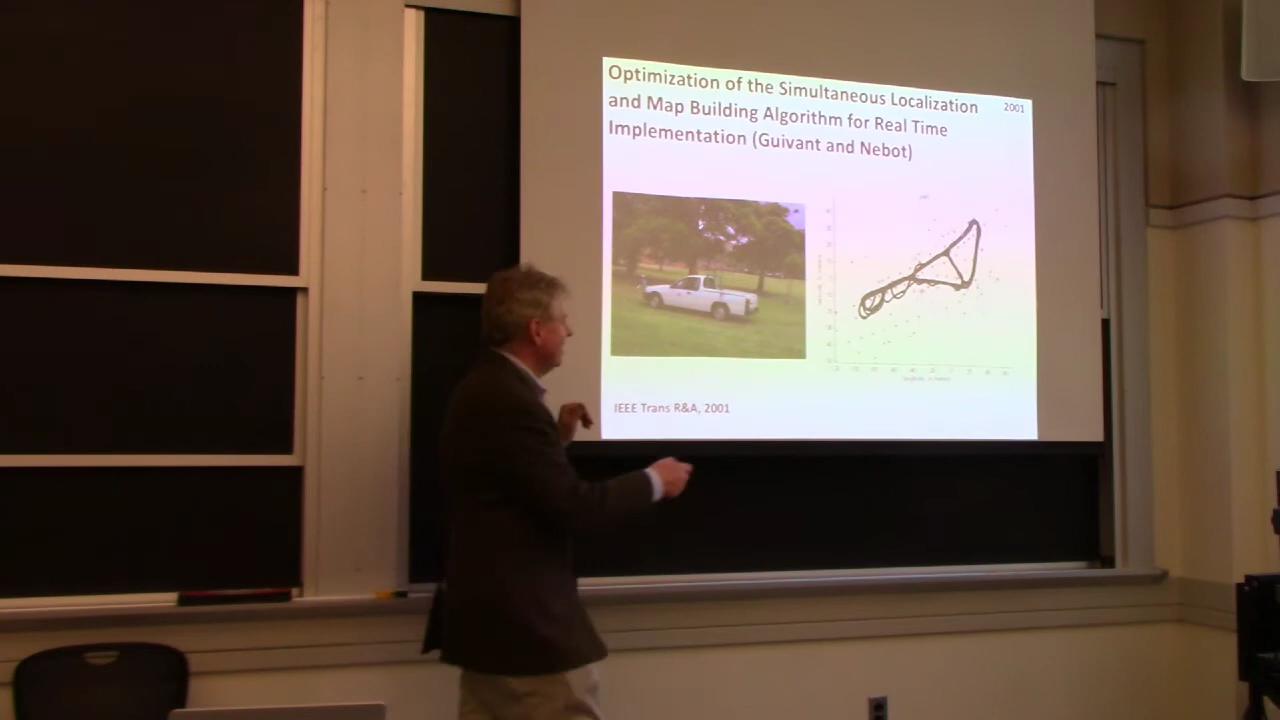 Optimization of the Simultaneous Localization
2001
and Map Building Algorithm for Real Time
Implementation (Guivant and Nebot)
IEEE Trans R&A, 2001